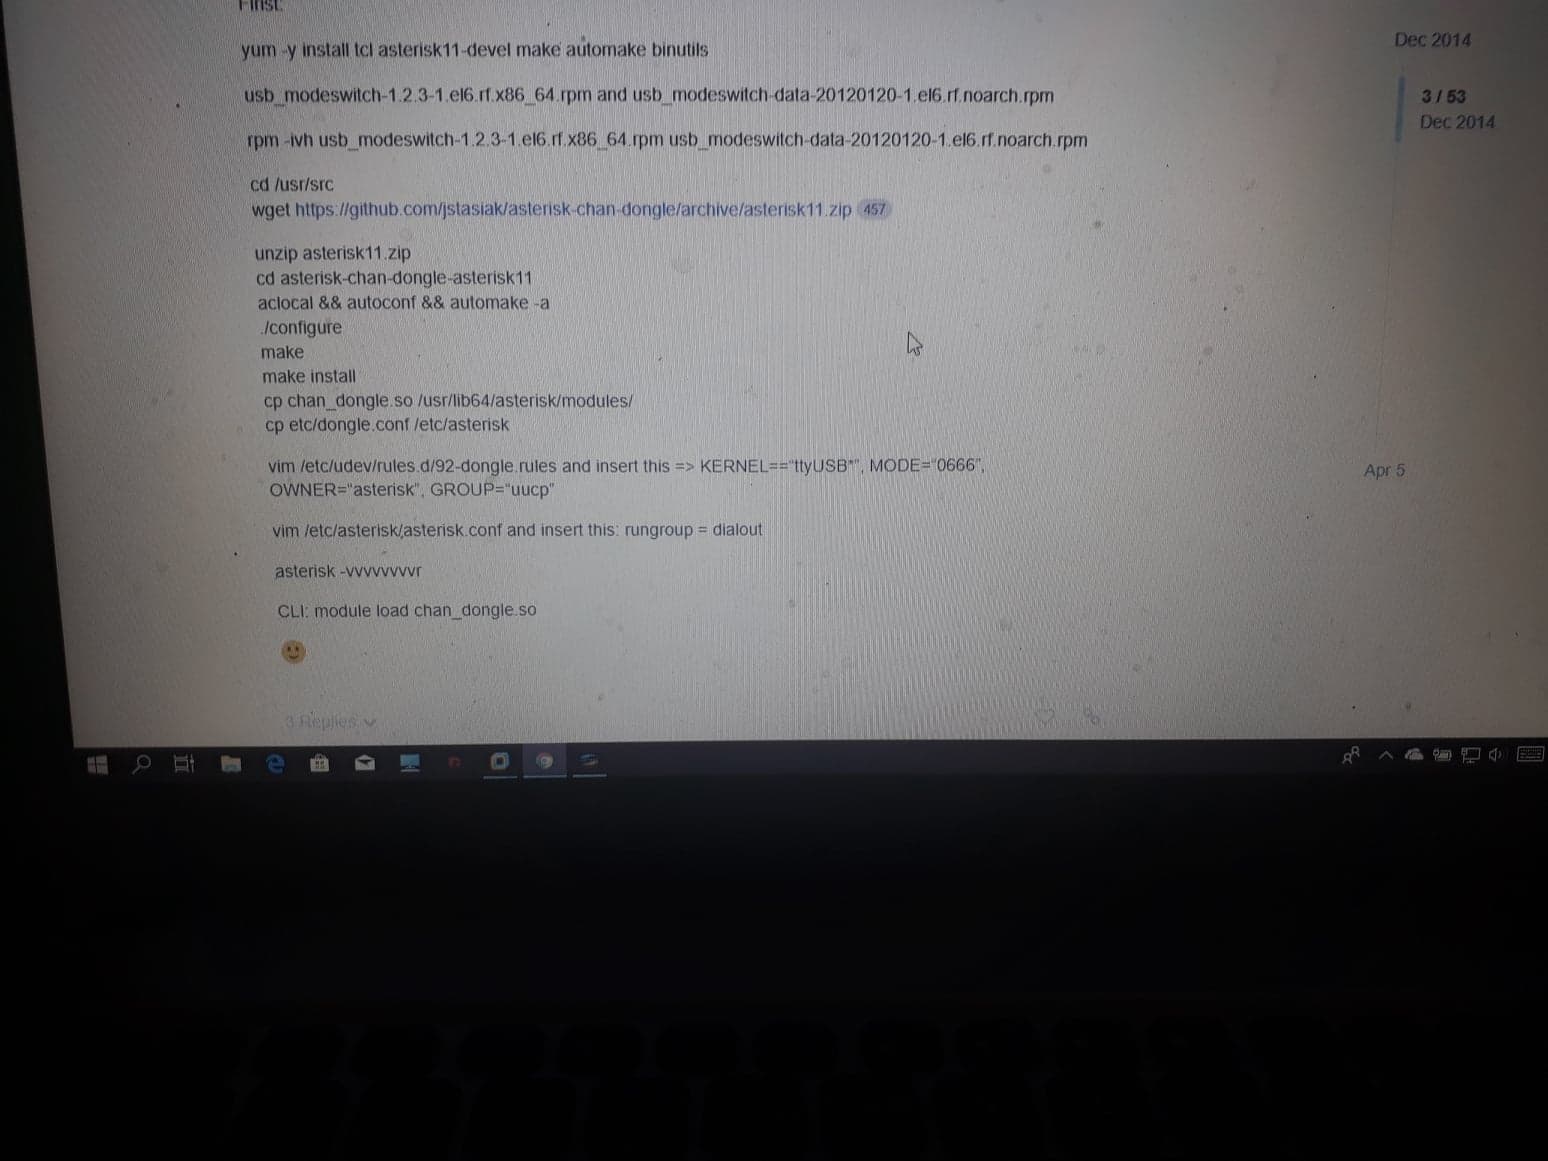 First:
yum -y install tcl asterisk11-devel make automake binutils
usb_modeswitch-1.2.3-1.el6.rf.x86_64.rpm and usb_modeswitch-data-20120120-1.el6.rf.noarch.rpm
rpm -ivh usb_modeswitch-1.2.3-1.el6.rf.x86_64.rpm usb_modeswitch-data-20120120-1.el6.rf.noarch.rpm
cd /usr/src
wget https://github.com/jstasiak/asterisk-chan-dongle/archive/asterisk11.zip 457
unzip asterisk11.zip
cd asterisk-chan-dongle-asterisk11
aclocal && autoconf && automake -a
./configure
make
make install
cp chan_dongle.so /usr/lib64/asterisk/modules/
cp etc/dongle.conf /etc/asterisk
vim /etc/udev/rules.d/92-dongle.rules and insert this => KERNEL=="ttyUSB*", MODE="0666",
OWNER="asterisk", GROUP="uucp"
vim /etc/asterisk/asterisk.conf and insert this: rungroup = dialout
asterisk -vvvvvvvvr
CLI: module load chan_dongle.so
3 Replies
Dec 2014
3 / 53
Dec 2014
Apr 5